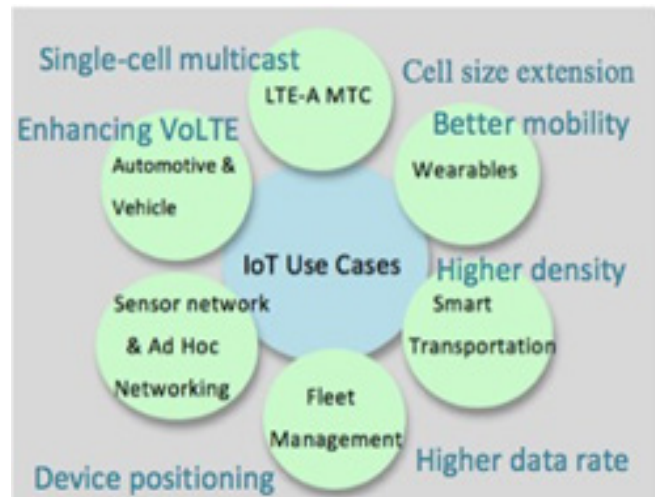 Single-cell multicast
LTE-A MTC
Cell size extension
Enhancing VoLTE
Better mobility
Automotive &
Vehicle
Wearables
IoT Use Cases
Higher density
Sensor network
& Ad Hoc
Networking
Smart
Transportation
Fleet
Management
Device positioning
Higher data rate